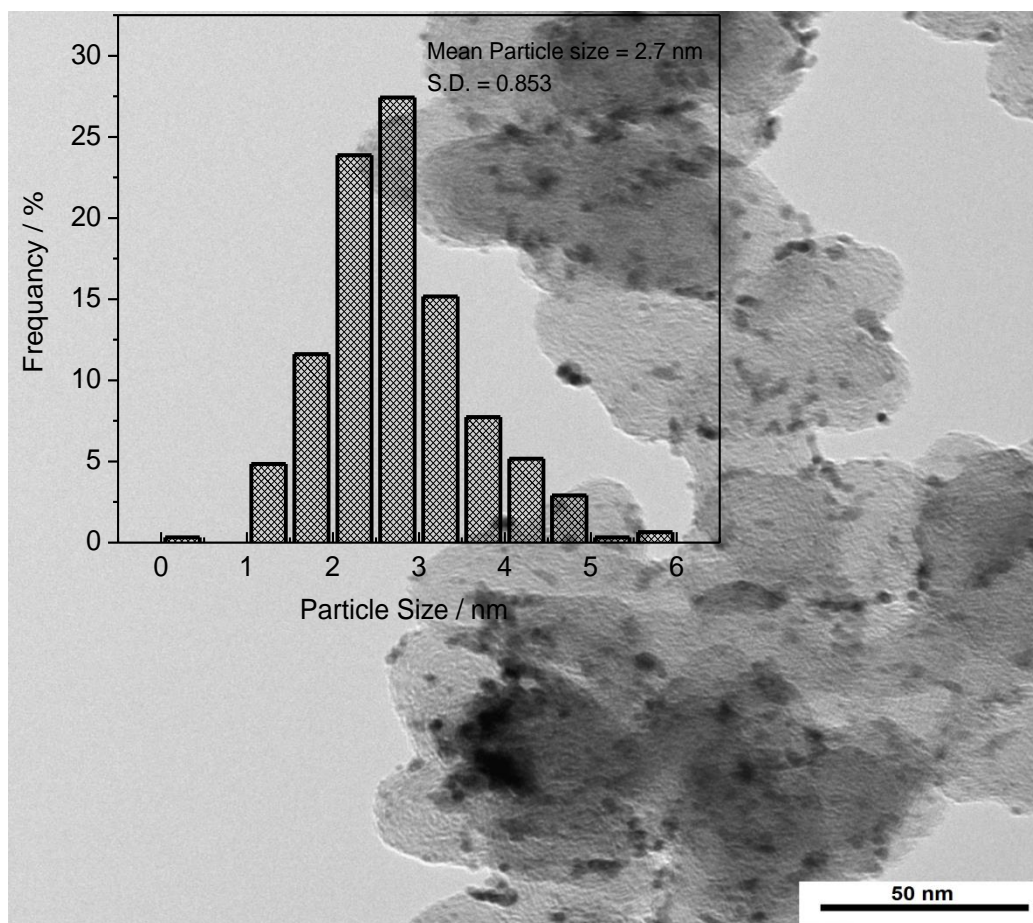 Mean Particle size = 2.7 nm
S.D. = 0.853
30
25
20
15
10
5
0
Frequancy / %
0 1 2 3 4 5 6
Particle Size / nm
50 nm